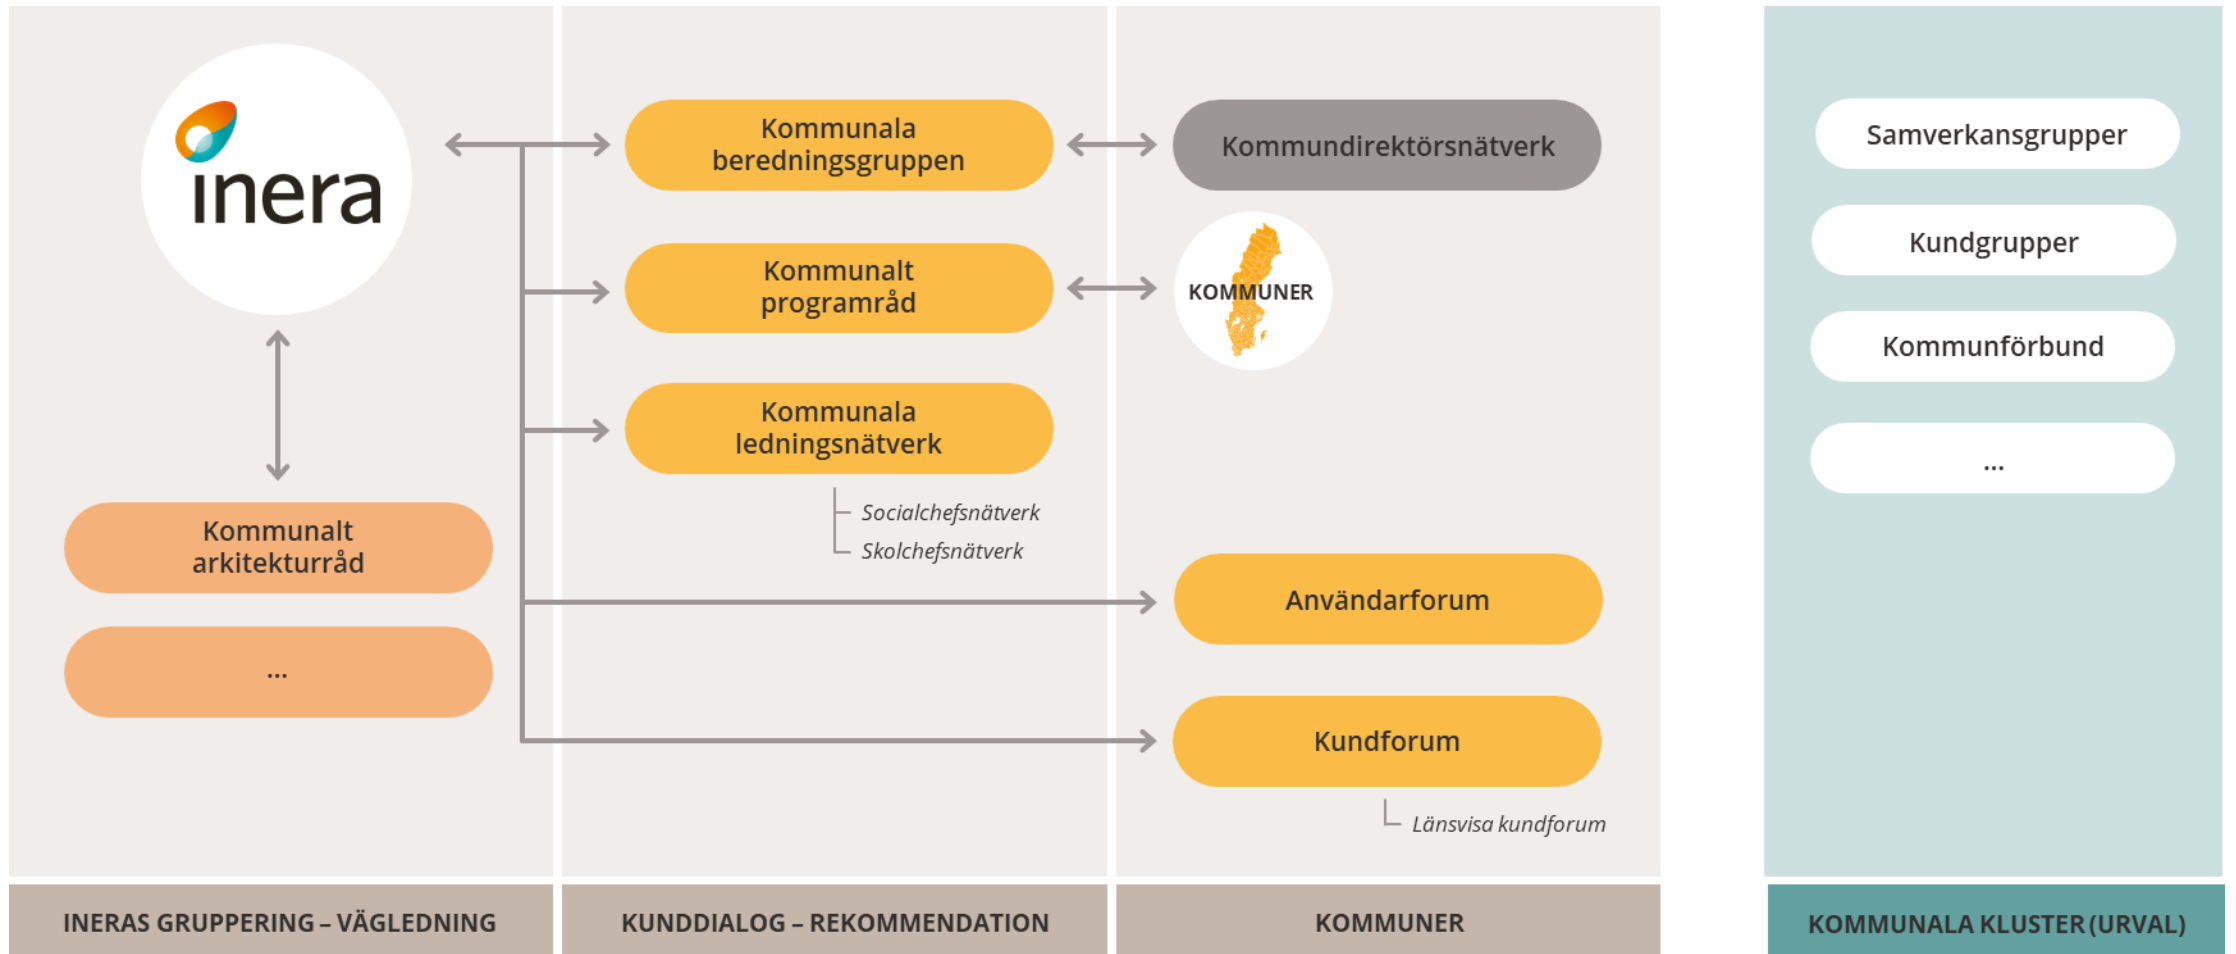 inera
Kommunalt
arkitekturråd
...
INERAS GRUPPERING – VÄGLEDNING
Kommunala
beredningsgruppen
Kommunalt
programråd
Kommunala
ledningsnätverk
Socialchefsnätverk
Skolchefsnätverk
KUNDDIALOG – REKOMMENDATION
Kommundirektörsnätverk
KOMMUNER
Användarforum
Kundforum
Länsvisa kundforum
KOMMUNER
Samverkansgrupper
Kundgrupper
Kommunförbund
...
KOMMUNALA KLUSTER (URVAL)